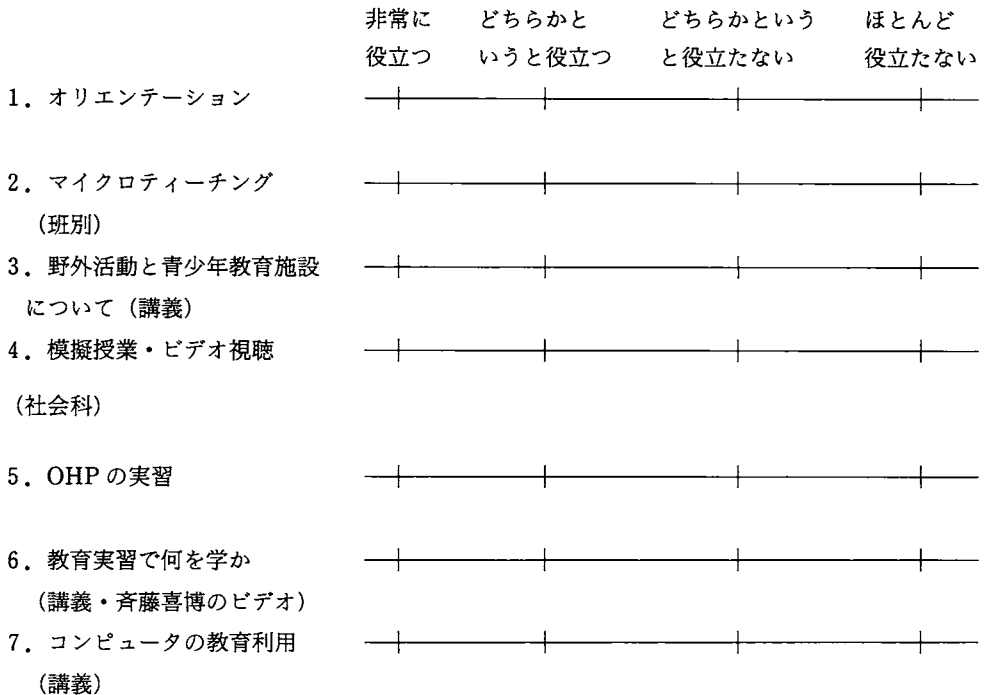 非常に どちらかと どちらかという ほとんど
役立つ いうと役立つ と役立たない 役立たない
1．オリエンテーション
2．マイクロティーチング
（班別）
3．野外活動と青少年教育施設
について（講義）
4．模擬授業・ビデオ視聴
（社会科）
5．OHPの実習
6．教育実習で何を学か
（講義・斉藤喜博のビデオ）
7．コンピュータの教育利用
（講義）